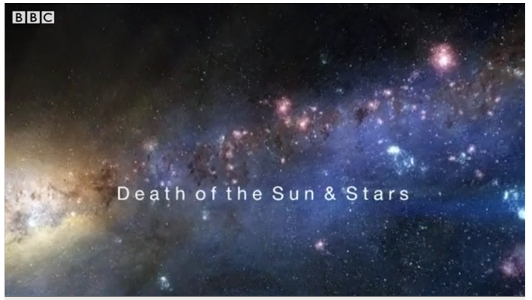 BBC
Death of the Sun & Stars